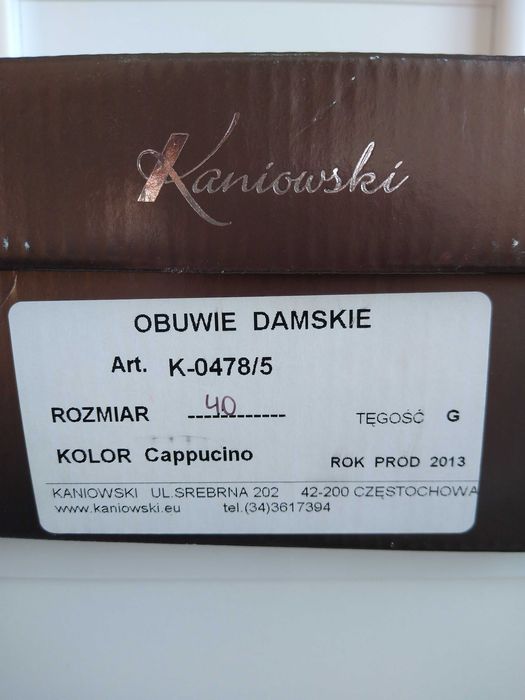 Kaniowski
OBUWIE DAMSKIE
Art. K-0478/5
ROZMIAR 40 TĘGOŚĆ G
KOLOR Cappucino ROK PROD 2013
KANIOWSKI UL.SREBRNA 202 42-200 CZĘSTOCHOWA
www.kaniowski.eu tel.(34)3617394